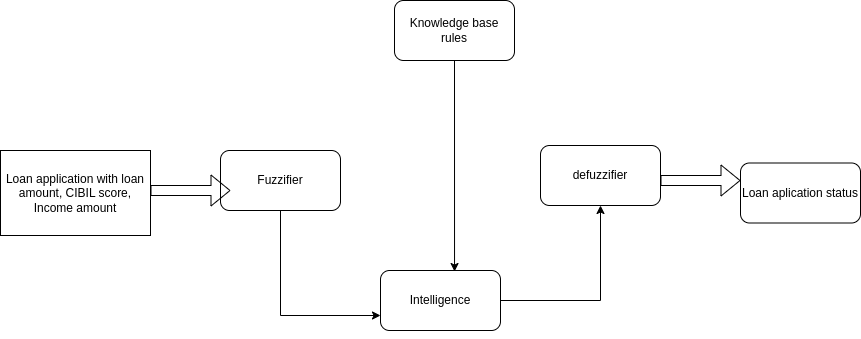 Knowledge base
rules
Loan application with loan
amount, CIBIL score,
Income amount
Fuzzifier
defuzzifier
Loan aplication status
Intelligence